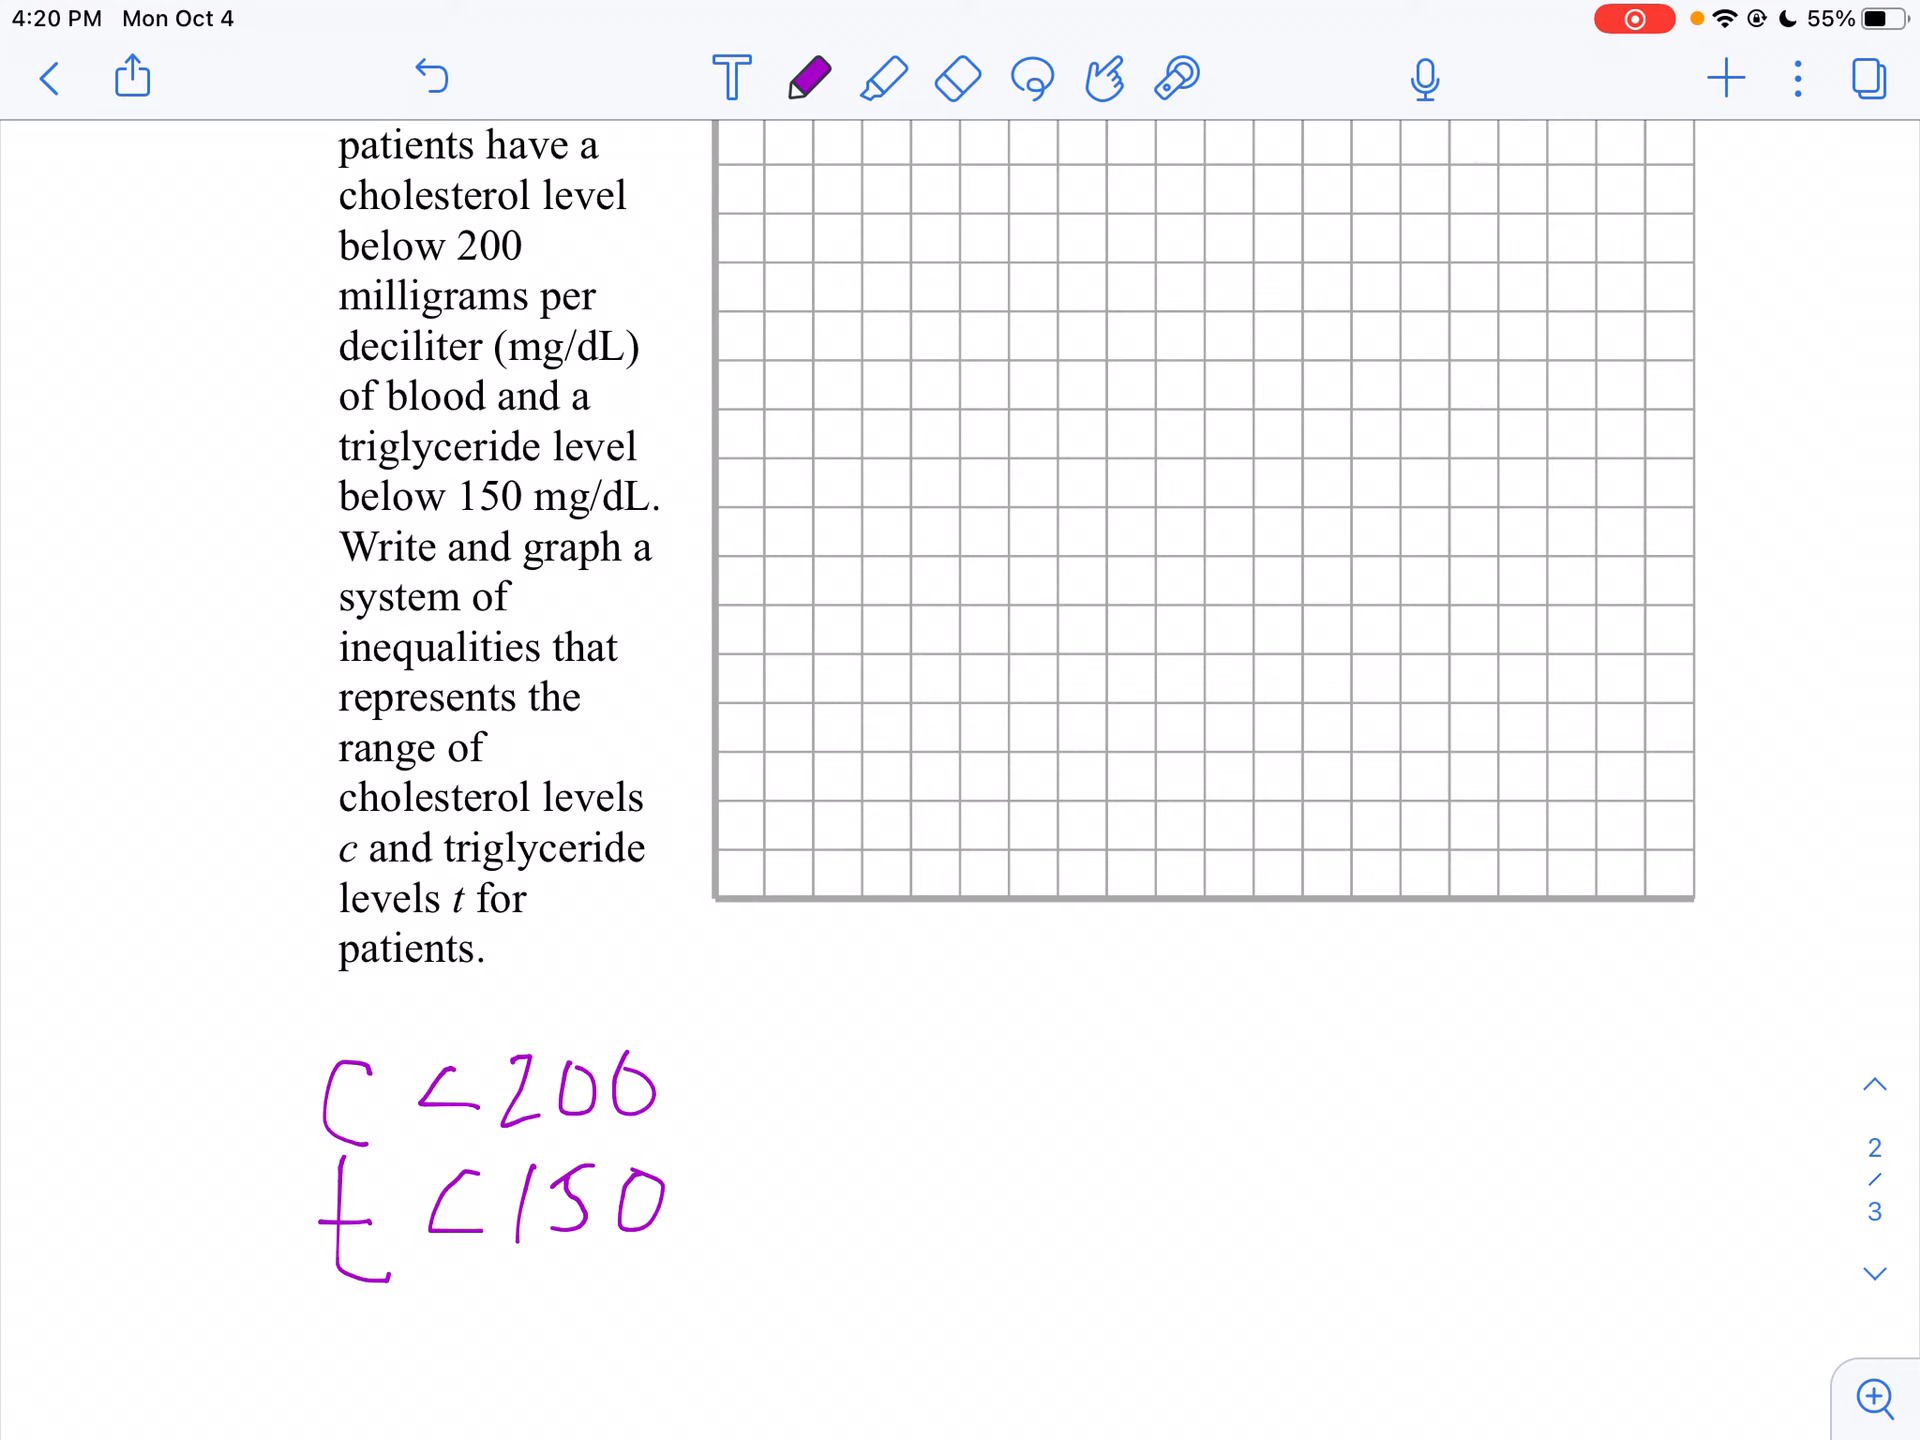 4:20 PM Mon Oct 4
55%
patients have a
cholesterol level
below 200
milligrams per
deciliter (mg/dL)
of blood and a
triglyceride level
below 150 mg/dL.
Write and graph a
system of
inequalities that
represents the
range of
cholesterol levels
c and triglyceride
levels t for
patients.
C < 200
t < 150
2
/
3